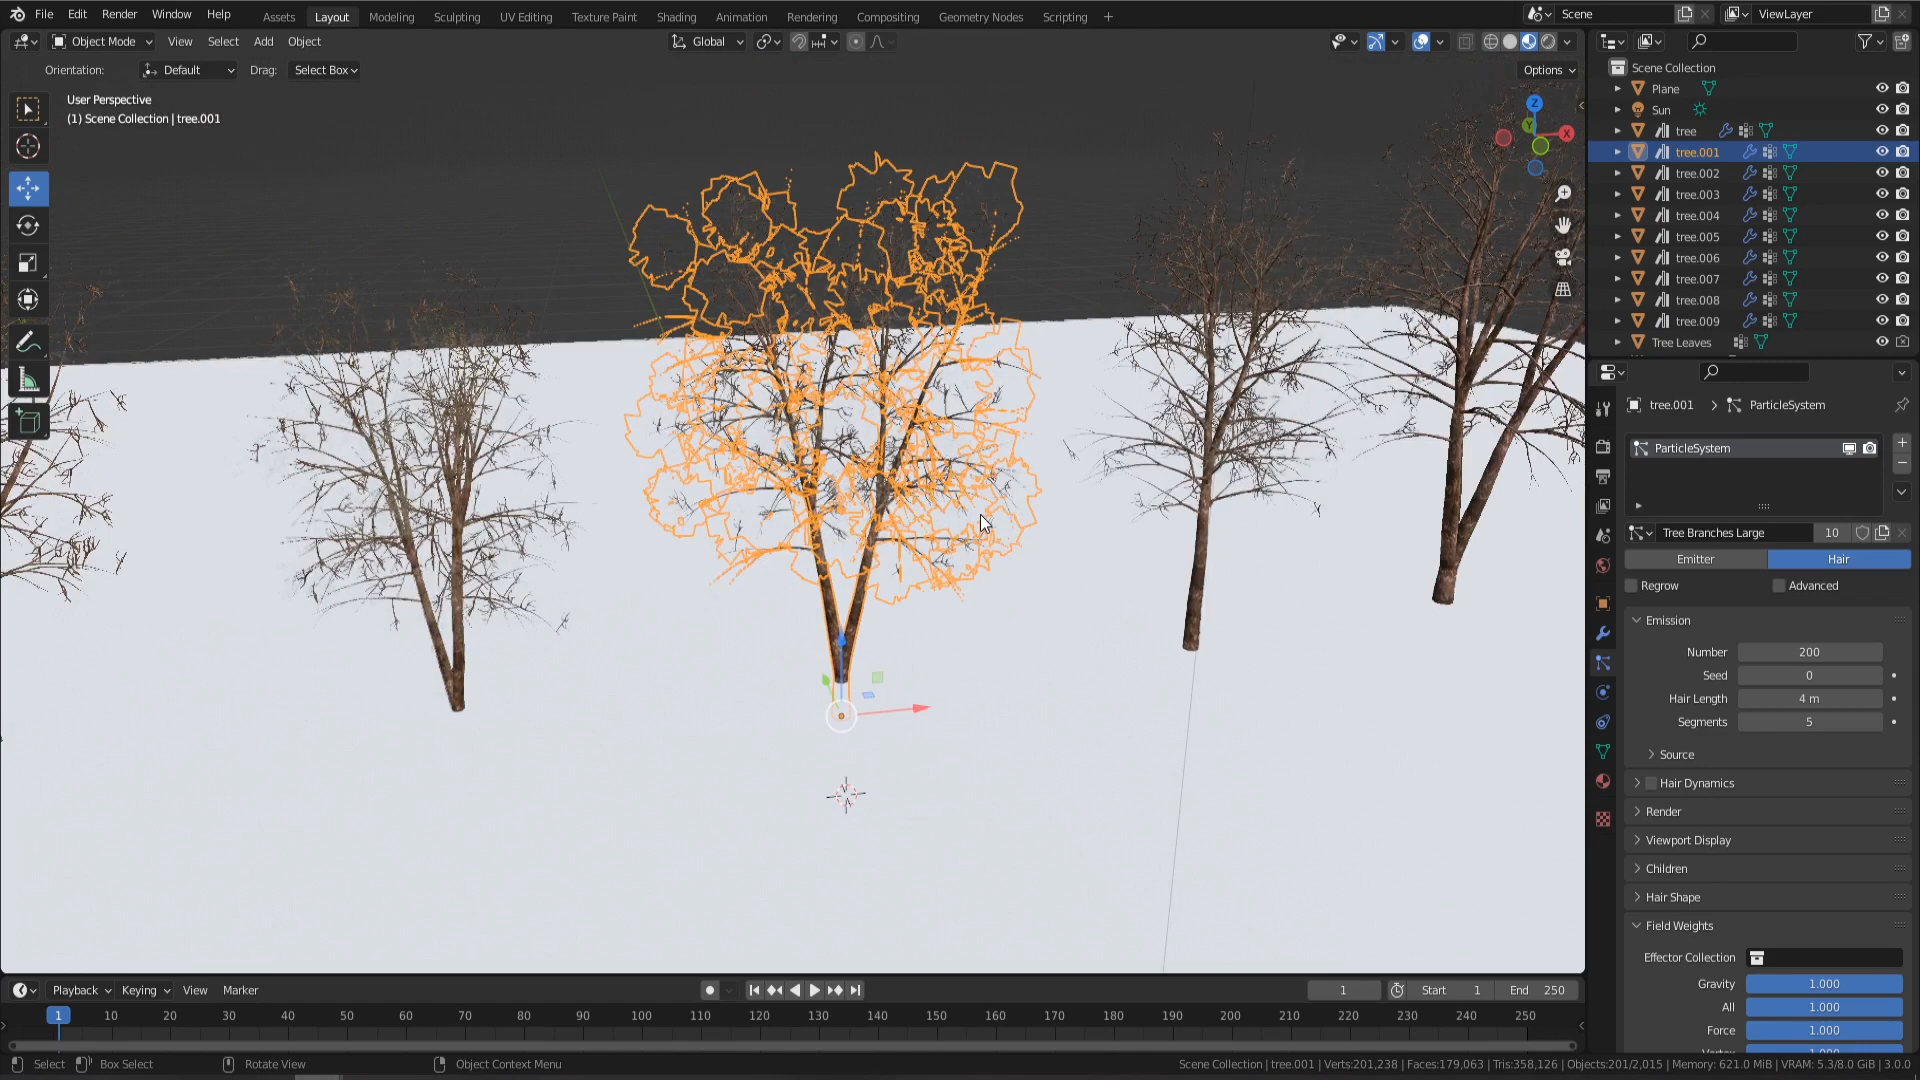 File Edit Render Window Help Assets Layout Modeling Sculpting UV Editing Texture Paint Shading Animation Rendering Compositing Geometry Nodes Scripting + Scene ViewLayer
Object Mode View Select Add Object Global
Orientation: Default Drag: Select Box Options
User Perspective
(1) Scene Collection | tree.001
Z
Y
X
Scene Collection
Plane
Sun
tree
tree.001
tree.002
tree.003
tree.004
tree.005
tree.006
tree.007
tree.008
tree.009
Tree Leaves
tree.001 > ParticleSystem
ParticleSystem
Tree Branches Large 10
Emitter Hair
Regrow Advanced
Emission
Number 200
Seed 0
Hair Length 4 m
Segments 5
Source
Hair Dynamics
Render
Viewport Display
Children
Hair Shape
Field Weights
Effector Collection
Gravity 1.000
All 1.000
Force 1.000
Playback Keying View Marker 1 Start 1 End 250
1 10 20 30 40 50 60 70 80 90 100 110 120 130 140 150 160 170 180 190 200 210 220 230 240 250
Select Box Select Rotate View Object Context Menu Scene Collection | tree.001 | Verts:201,238 | Faces:179,063 | Tris:358,126 | Objects:201/2,015 | Memory: 621.0 MiB | VRAM: 5.3/8.0 GiB | 3.0.0